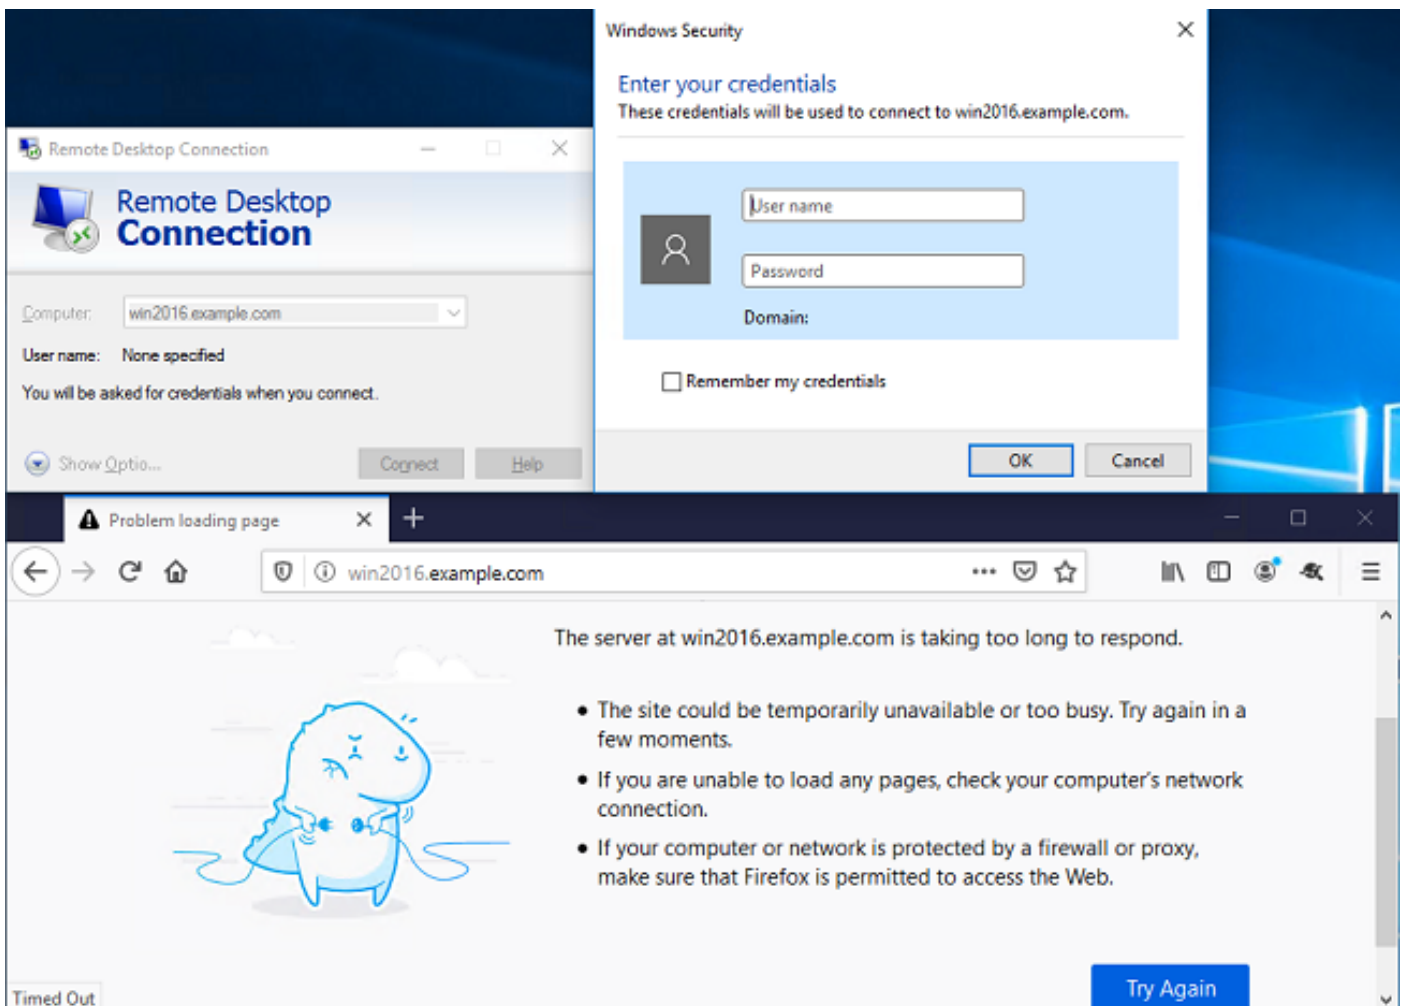 Windows Security
Enter your credentials
These credentials will be used to connect to win2016.example.com.
User name
Password
Domain:
Remember my credentials
OK Cancel
Remote Desktop Connection
Remote Desktop
Connection
Computer: win2016.example.com
User name: None specified
You will be asked for credentials when you connect.
Show Optio... Connect Help
Problem loading page
win2016.example.com
The server at win2016.example.com is taking too long to respond.
The site could be temporarily unavailable or too busy. Try again in a
few moments.
If you are unable to load any pages, check your computer's network
connection.
If your computer or network is protected by a firewall or proxy,
make sure that Firefox is permitted to access the Web.
Try Again
Timed Out